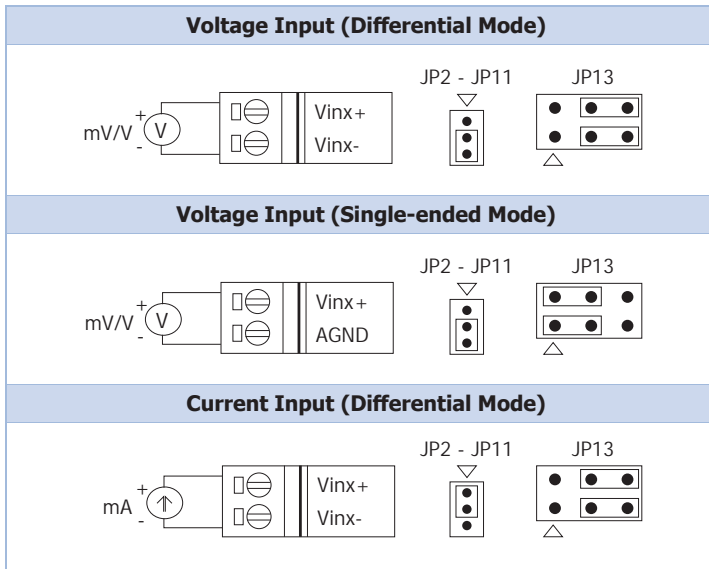 Voltage Input (Differential Mode)
JP2 - JP11 JP13
+ Vinx+
mV/V V
- Vinx-
Voltage Input (Single-ended Mode)
JP2 - JP11 JP13
+ Vinx+
mV/V V
- AGND
Current Input (Differential Mode)
JP2 - JP11 JP13
+ Vinx+
mA
- Vinx-